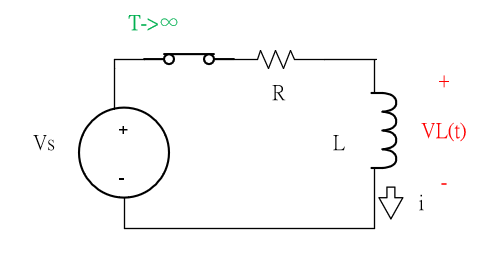 T->∞
R
+
+
Vs
L
VL(t)
-
-
i